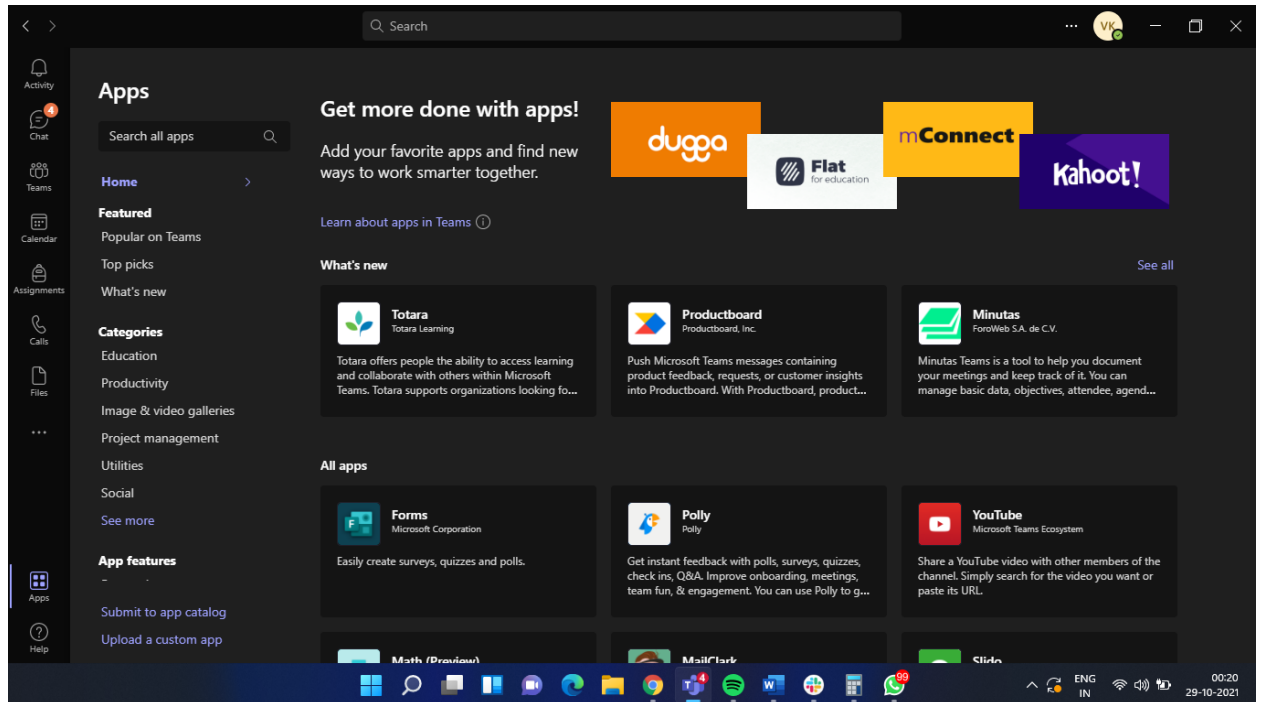 Search
VK
Activity
4
Chat
Teams
Calendar
Assignments
Calls
Files
Apps
Help
Apps
Search all apps
Home
Featured
Popular on Teams
Top picks
What's new
Categories
Education
Productivity
Image & video galleries
Project management
Utilities
Social
See more
App features
Submit to app catalog
Upload a custom app
Get more done with apps!
Add your favorite apps and find new
ways to work smarter together.
Learn about apps in Teams
dugga
Flat
for education
mConnect
Kahoot!
What's new
See all
Totara
Totara Learning
Totara offers people the ability to access learning
and collaborate with others within Microsoft
Teams. Totara supports organizations looking fo...
Productboard
Productboard, Inc.
Push Microsoft Teams messages containing
product feedback, requests, or customer insights
into Productboard. With Productboard, product...
Minutas
ForoWeb S.A. de C.V.
Minutas Teams is a tool to help you document
your meetings and keep track of it. You can
manage basic data, objectives, attendee, agend...
All apps
Forms
Microsoft Corporation
Easily create surveys, quizzes and polls.
Polly
Polly
Get instant feedback with polls, surveys, quizzes,
check ins, Q&A. Improve onboarding, meetings,
team fun, & engagement. You can use Polly to g...
YouTube
Microsoft Teams Ecosystem
Share a YouTube video with other members of the
channel. Simply search for the video you want or
paste its URL.
Math (Preview)
MailClark
Slido
4
W
99
ENG
IN
00:20
29-10-2021